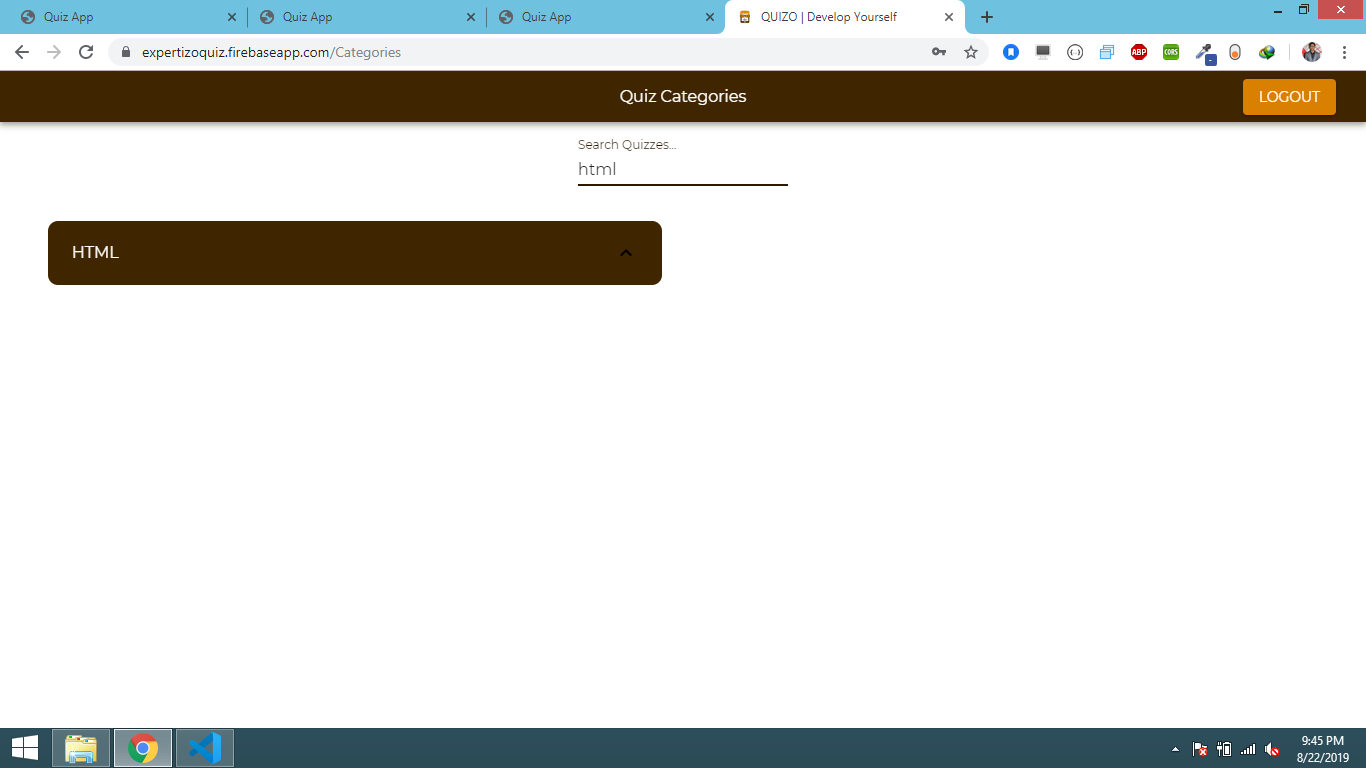 Quiz App
Quiz App
Quiz App
QUIZO | Develop Yourself
expertizoquiz.firebaseapp.com/Categories
ABP
CORS
Quiz Categories
LOGOUT
Search Quizzes...
html
HTML
9:45 PM
8/22/2019